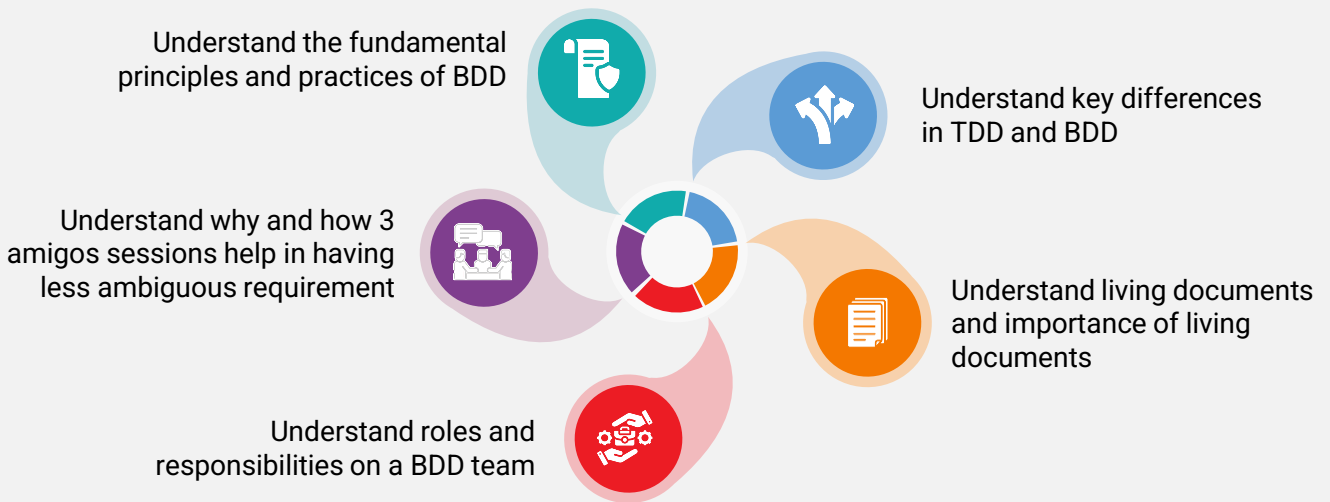 Understand the fundamental
principles and practices of BDD
Understand key differences
in TDD and BDD
Understand why and how 3
amigos sessions help in having
less ambiguous requirement
Understand living documents
and importance of living
documents
Understand roles and
responsibilities on a BDD team